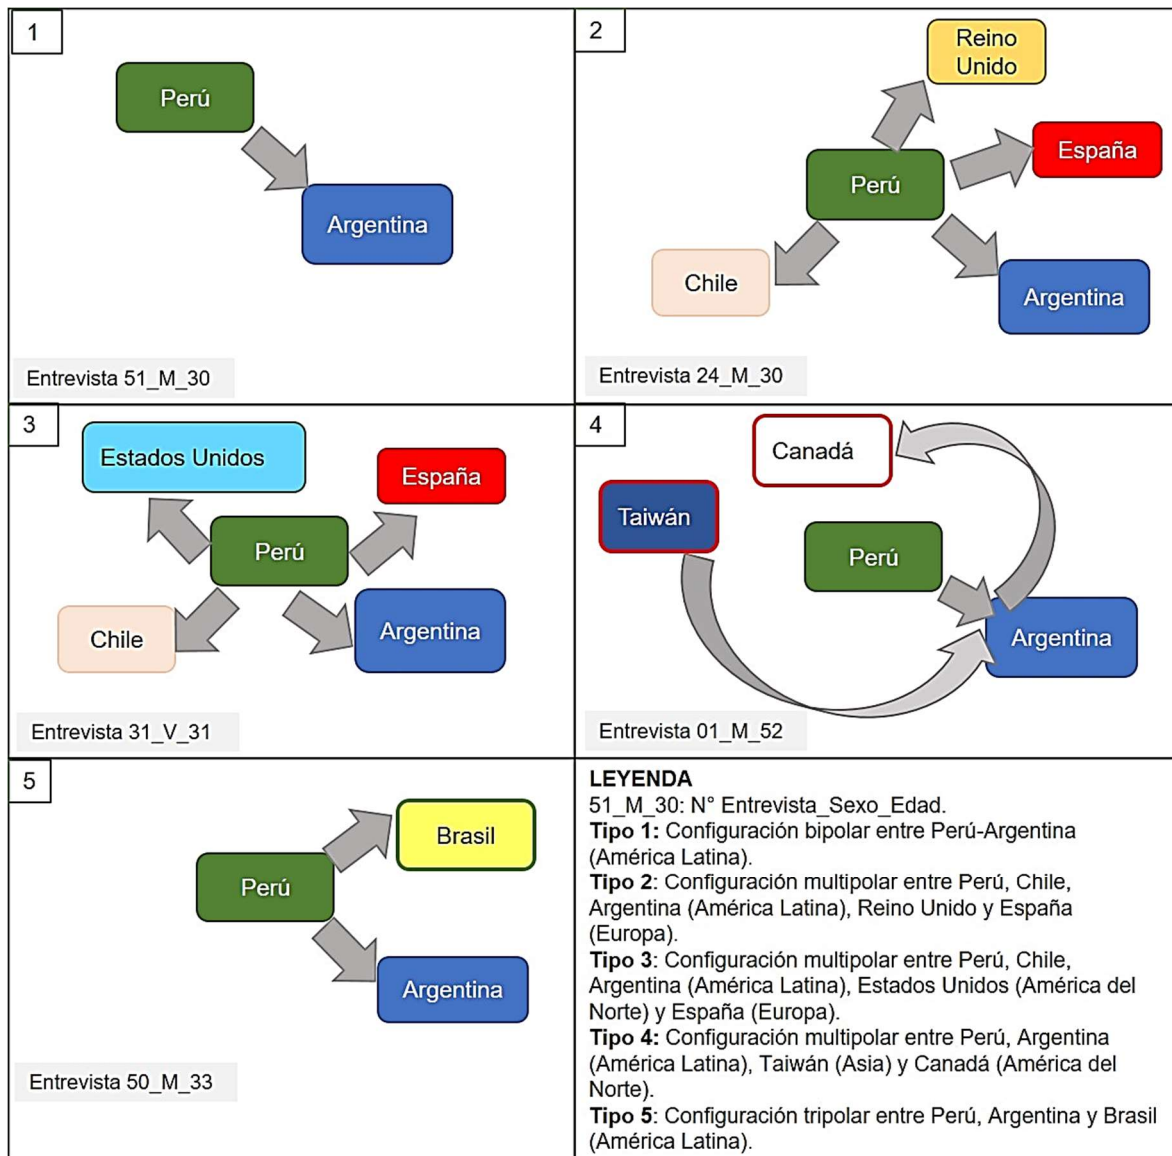 1
Perú
Argentina
Entrevista 51_M_30
2
Reino
Unido
España
Perú
Chile
Argentina
Entrevista 24_M_30
3
Estados Unidos
España
Perú
Chile
Argentina
Entrevista 31_V_31
4
Canadá
Taiwán
Perú
Argentina
Entrevista 01_M_52
5
Brasil
Perú
Argentina
Entrevista 50_M_33
LEYENDA
51_M_30: N° Entrevista_Sexo_Edad.
Tipo 1: Configuración bipolar entre Perú-Argentina
(América Latina).
Tipo 2: Configuración multipolar entre Perú, Chile,
Argentina (América Latina), Reino Unido y España
(Europa).
Tipo 3: Configuración multipolar entre Perú, Chile,
Argentina (América Latina), Estados Unidos (América del
Norte) y España (Europa).
Tipo 4: Configuración multipolar entre Perú, Argentina
(América Latina), Taiwán (Asia) y Canadá (América del
Norte).
Tipo 5: Configuración tripolar entre Perú, Argentina y Brasil
(América Latina).